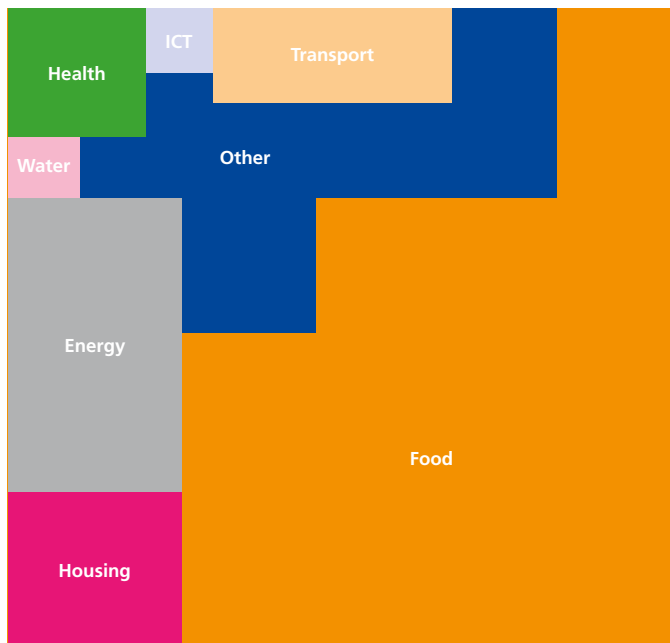 ICT
Transport
Health
Other
Water
Energy
Food
Housing